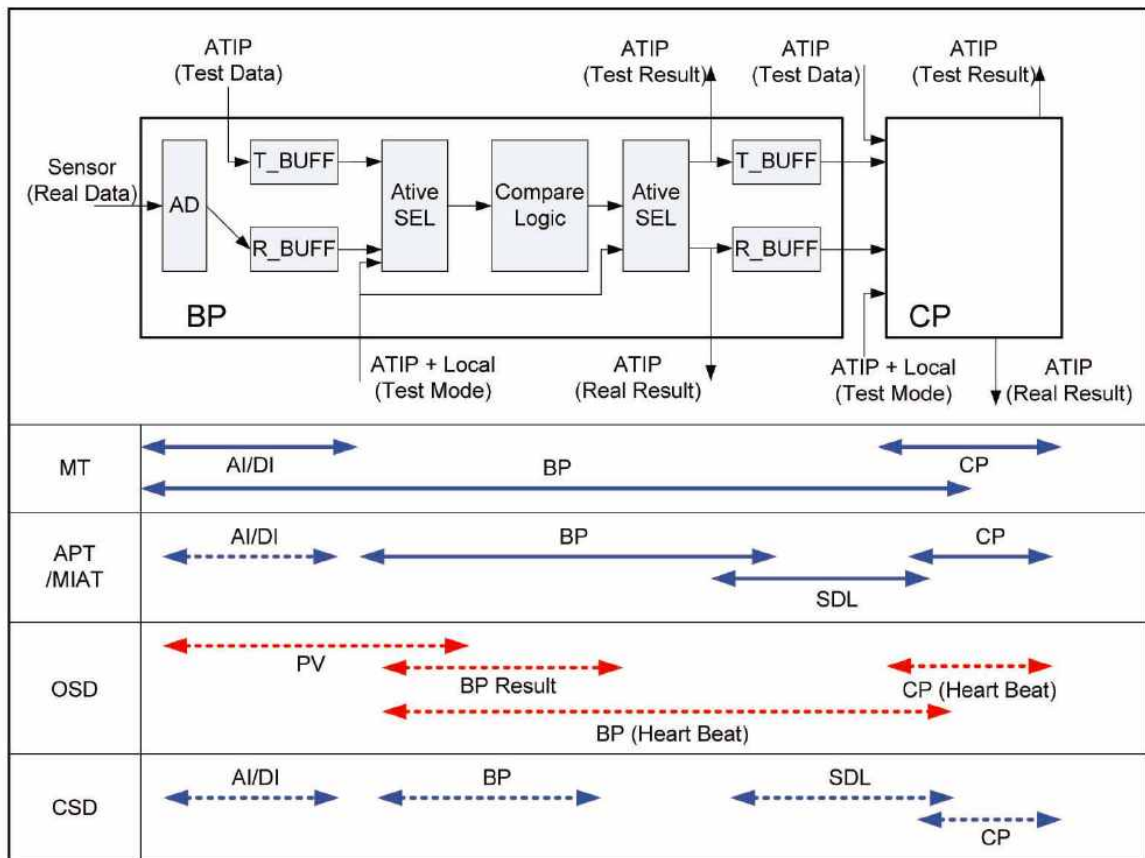 ATIP
(Test Data)
ATIP
(Test Result)
ATIP
(Test Data)
ATIP
(Test Result)
Sensor
(Real Data)
AD
T_BUFF
R_BUFF
Ative
SEL
Compare
Logic
Ative
SEL
T_BUFF
R_BUFF
BP
CP
ATIP + Local
(Test Mode)
ATIP
(Real Result)
ATIP + Local
(Test Mode)
ATIP
(Real Result)
MT
AI/DI
BP
CP
APT
/MIAT
AI/DI
BP
CP
SDL
OSD
PV
BP Result
CP (Heart Beat)
BP (Heart Beat)
CSD
AI/DI
BP
SDL
CP